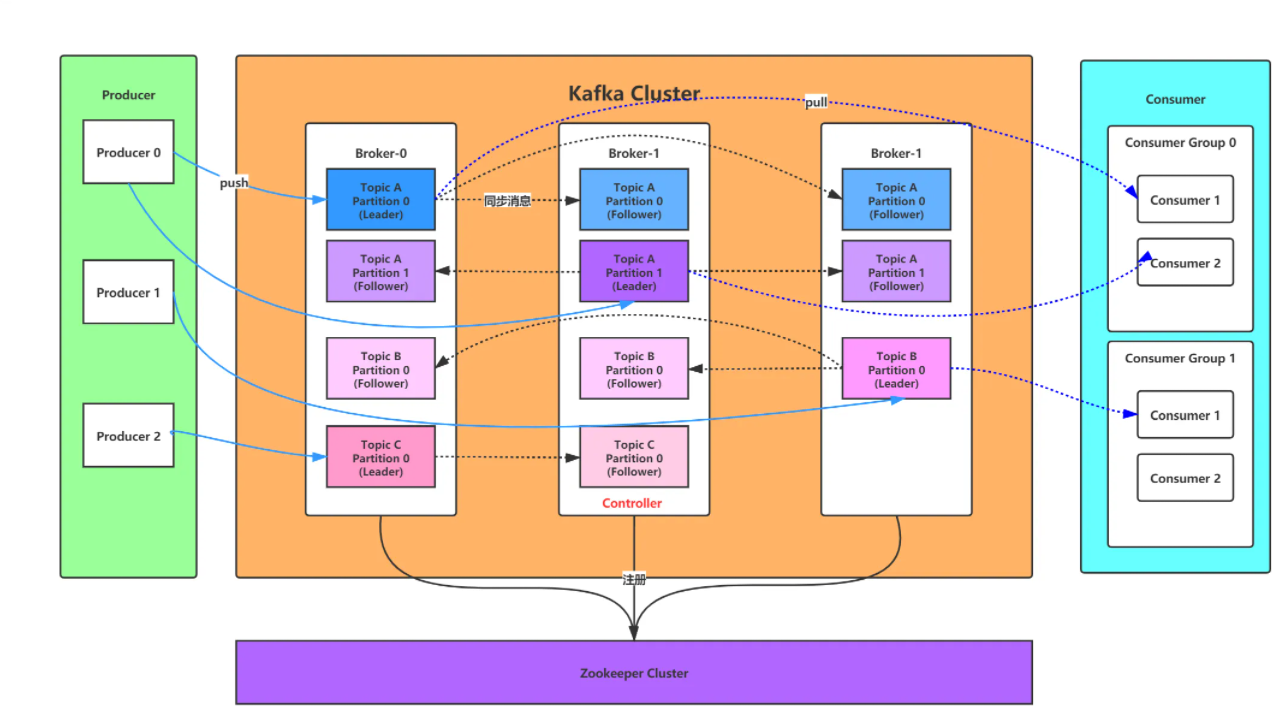 Producer
Producer 0
Producer 1
Producer 2
push
Kafka Cluster
pull
Broker-0
Topic A
Partition 0
(Leader)
Topic A
Partition 1
(Follower)
Topic B
Partition 0
(Follower)
Topic C
Partition 0
(Leader)
同步消息
Broker-1
Topic A
Partition 0
(Follower)
Topic A
Partition 1
(Leader)
Topic B
Partition 0
(Follower)
Topic C
Partition 0
(Follower)
Controller
Broker-1
Topic A
Partition 0
(Follower)
Topic A
Partition 1
(Follower)
Topic B
Partition 0
(Leader)
Consumer
Consumer Group 0
Consumer 1
Consumer 2
Consumer Group 1
Consumer 1
Consumer 2
注册
Zookeeper Cluster